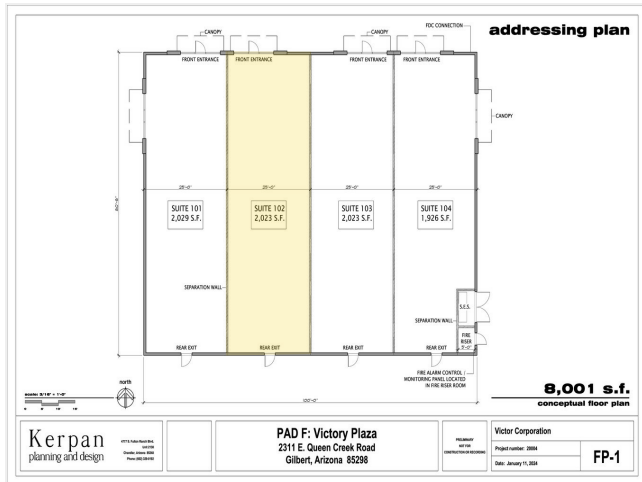 addressing plan
FDC CONNECTION
CANOPY
CANOPY
FRONT ENTRANCE
FRONT ENTRANCE
FRONT ENTRANCE
FRONT ENTRANCE
CANOPY
25'-0"
25'-0"
25'-0"
25'-0"
SUITE 101
2,029 S.F.
SUITE 102
2,023 S.F.
SUITE 103
2,023 S.F.
SUITE 104
1,926 S.F.
SEPARATION WALL
S.E.S.
SEPARATION WALL
FIRE
RISER
5'-0"
REAR EXIT
REAR EXIT
REAR EXIT
REAR EXIT
FIRE ALARM CONTROL /
MONITORING PANEL LOCATED
IN FIRE RISER ROOM
north
100'-0"
scale: 3/16" = 1'-0"
8,001 s.f.
conceptual floor plan
Kerpan
planning and design
PAD F: Victory Plaza
2311 E. Queen Creek Road
Gilbert, Arizona 85298
PRELIMINARY
NOT FOR
CONSTRUCTION OR RECORDING
Victor Corporation
Project number:
Date: January 11, 2024
FP-1